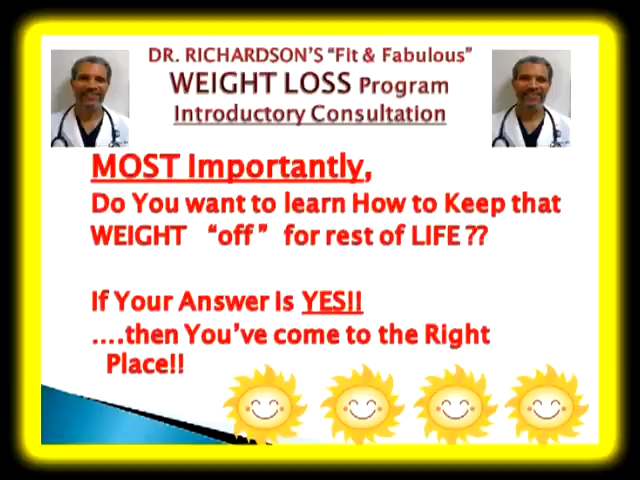 DR. RICHARDSON'S "Fit & Fabulous"
WEIGHT LOSS Program
Introductory Consultation
MOST Importantly,
Do You want to learn How to Keep that
WEIGHT "off" for rest of LIFE ??
If Your Answer is YES!!
....then You've come to the Right
Place!!